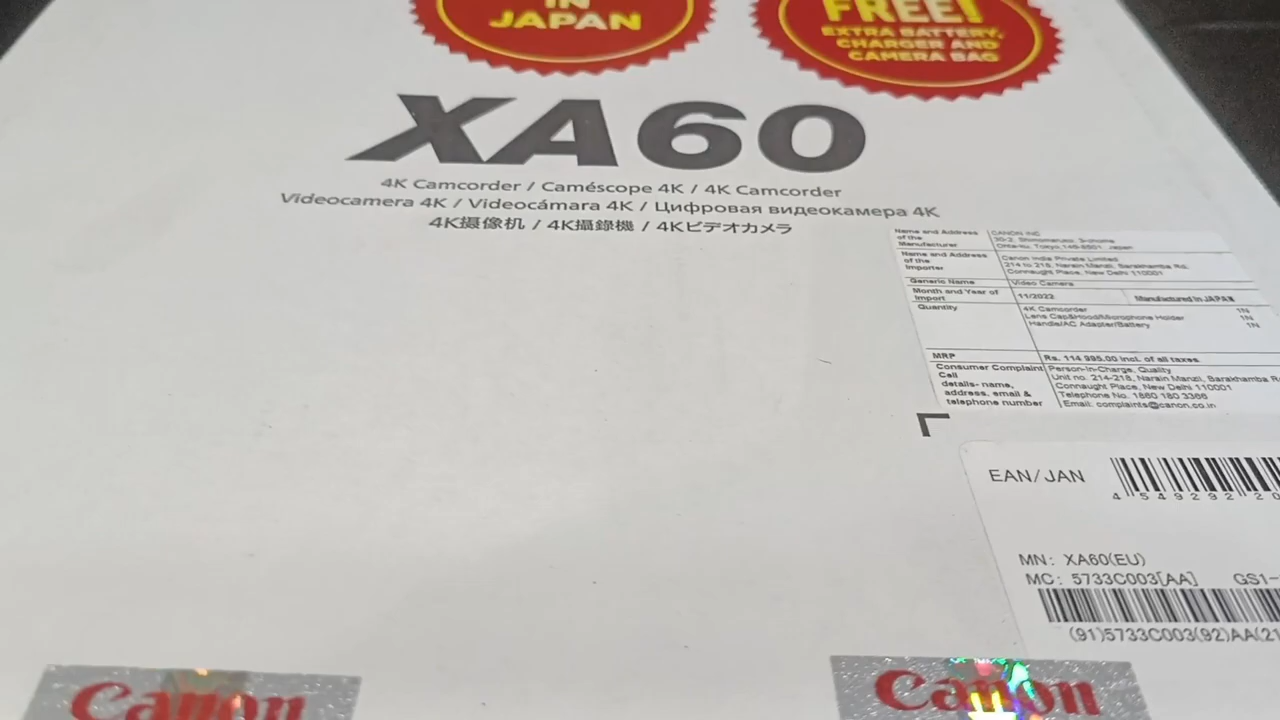 IN
JAPAN
FREE!
EXTRA BATTERY,
CHARGER AND
CAMERA BAG
XA60
4K Camcorder / Caméscope 4K / 4K Camcorder
Videocamera 4K / Videocámara 4K / Цифровая видеокамера 4K
4K摄像机 / 4K攝錄機 / 4Kビデオカメラ
Name and Address of the Manufacturer
CANON INC
30-2, Shimomaruko, 3-chome
Ohta-ku, Tokyo,146-8501, Japan
Name and Address of the Importer
Canon India Private Limited
214 to 218, Narain Manzil, Barakhamba Rd.
Connaught Place, New Delhi 110001
Generic Name Video Camera
Month and Year of Import 11/2022 Manufactured in JAPAN
Quantity 4K Camcorder 1N
Lens Cap&Hood/Microphone Holder 1N
Handle/AC Adapter/Battery 1N
MRP Rs. 114 995.00 incl. of all taxes
Consumer Complaint Cell
details- name,
address, email &
telephone number
Person-In-Charge, Quality
Unit no. 214-218, Narain Manzil, Barakhamba R
Connaught Place, New Delhi 110001
Telephone No. 1860 180 3366
Email: complaints@canon.co.in
EAN/JAN
4 549292 20
MN: XA60(EU)
MC: 5733C003[AA] GS1-
(91)5733C003(92)AA(21
Canon Canon